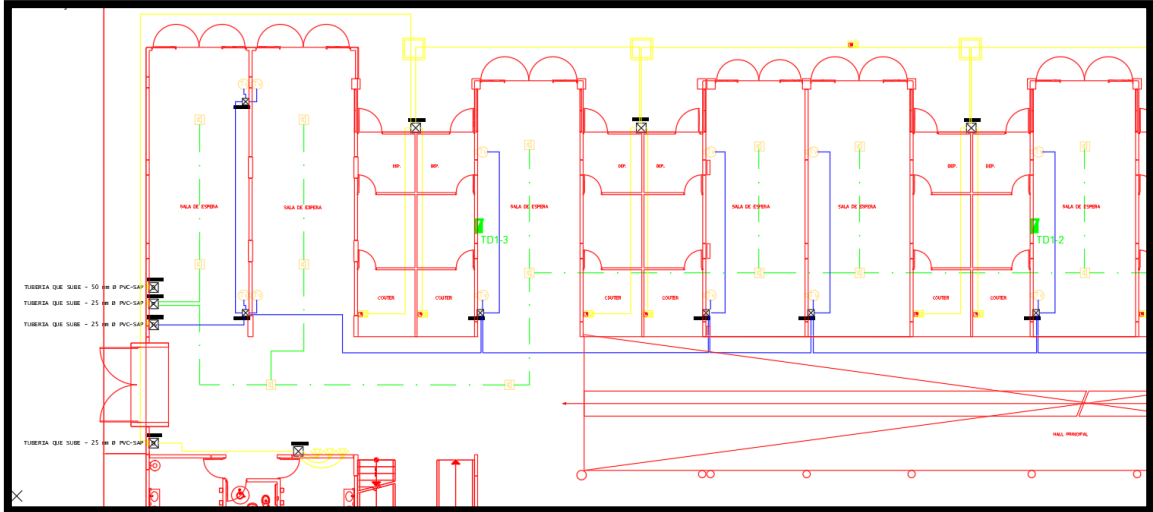 DEP.
DEP.
DEP.
DEP.
DEP.
DEP.
SALA DE ESPERA
SALA DE ESPERA
SALA DE ESPERA
SALA DE ESPERA
SALA DE ESPERA
SALA DE ESPERA
TD1-3
TD1-2
TUBERIA QUE SUBE - 50 mm Ø PVC-SAP
TUBERIA QUE SUBE - 25 mm Ø PVC-SAP
COUTER
COUTER
COUTER
COUTER
COUTER
COUTER
TUBERIA QUE SUBE - 25 mm Ø PVC-SAP
HALL PRINCIPAL
TUBERIA QUE SUBE - 25 mm Ø PVC-SAP